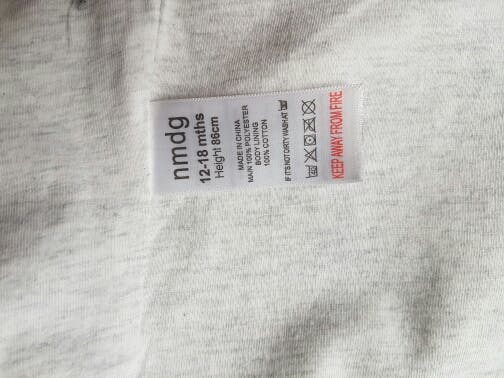 nmdg
12-18 mths
Height 86cm
MADE IN CHINA
MAIN 100% POLYESTER
BODY LINING
100% COTTON
IF IT'S NOT DIRTY WASH AT
KEEP AWAY FROM FIRE